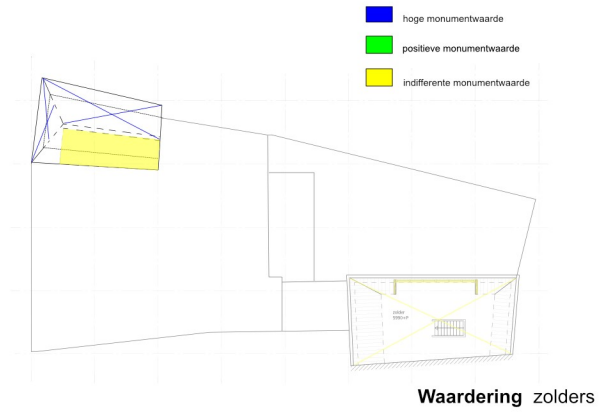 hoge monumentwaarde
positieve monumentwaarde
indifferente monumentwaarde
Waardering zolders